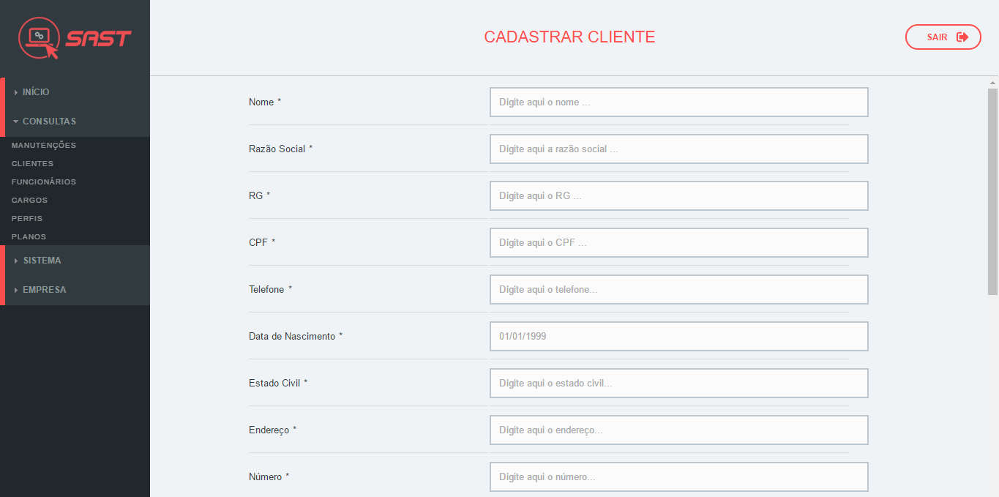 SAST
CADASTRAR CLIENTE
SAIR
INÍCIO
CONSULTAS
MANUTENÇÕES
CLIENTES
FUNCIONÁRIOS
CARGOS
PERFIS
PLANOS
SISTEMA
EMPRESA
Nome * Digite aqui o nome ...
Razão Social * Digite aqui a razão social ...
RG * Digite aqui o RG ...
CPF * Digite aqui o CPF ...
Telefone * Digite aqui o telefone...
Data de Nascimento * 01/01/1999
Estado Civil * Digite aqui o estado civil...
Endereço * Digite aqui o endereço...
Número * Digite aqui o número...